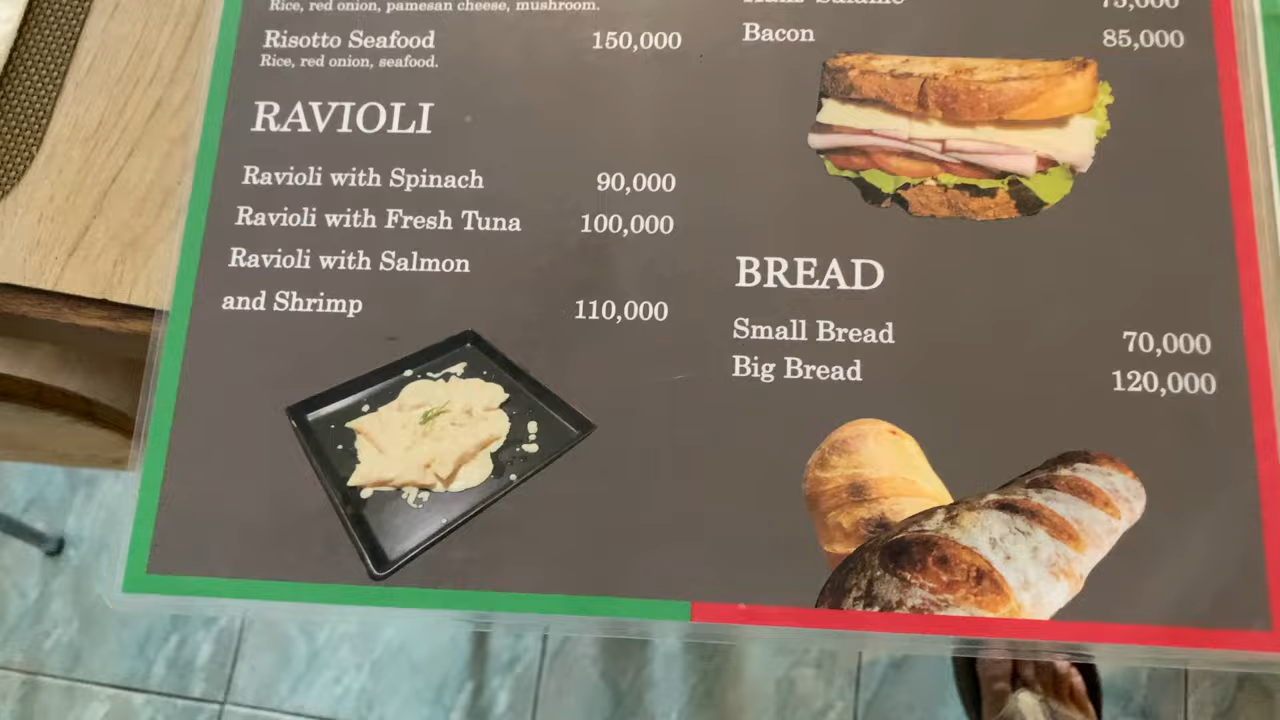 Rice, red onion, pamesan cheese, mushroom.
Risotto Seafood 150,000
Rice, red onion, seafood.
RAVIOLI
Ravioli with Spinach 90,000
Ravioli with Fresh Tuna 100,000
Ravioli with Salmon
and Shrimp 110,000
Bacon 85,000
BREAD
Small Bread 70,000
Big Bread 120,000